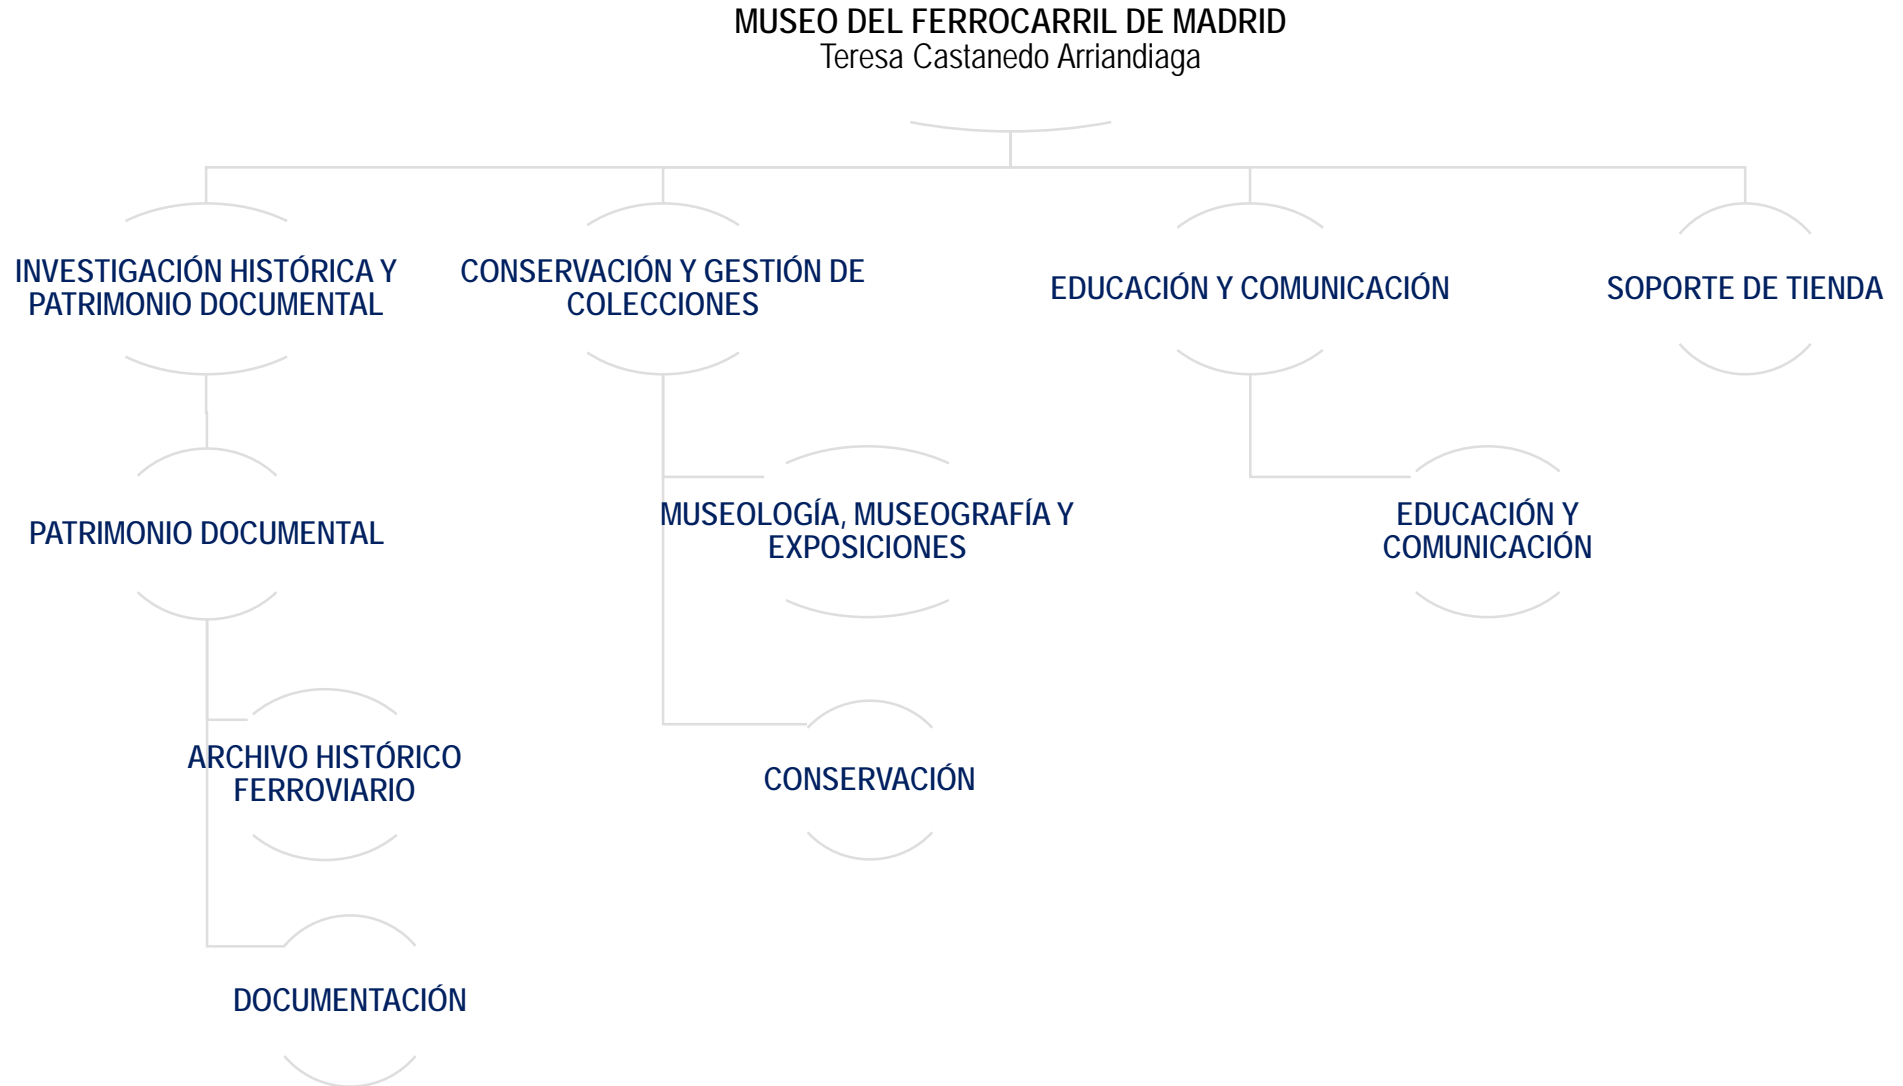 MUSEO DEL FERROCARRIL DE MADRID
Teresa Castanedo Arriandiaga
INVESTIGACIÓN HISTÓRICA Y
PATRIMONIO DOCUMENTAL
CONSERVACIÓN Y GESTIÓN DE
COLECCIONES
EDUCACIÓN Y COMUNICACIÓN
SOPORTE DE TIENDA
PATRIMONIO DOCUMENTAL
MUSEOLOGÍA, MUSEOGRAFÍA Y
EXPOSICIONES
EDUCACIÓN Y
COMUNICACIÓN
ARCHIVO HISTÓRICO
FERROVIARIO
CONSERVACIÓN
DOCUMENTACIÓN